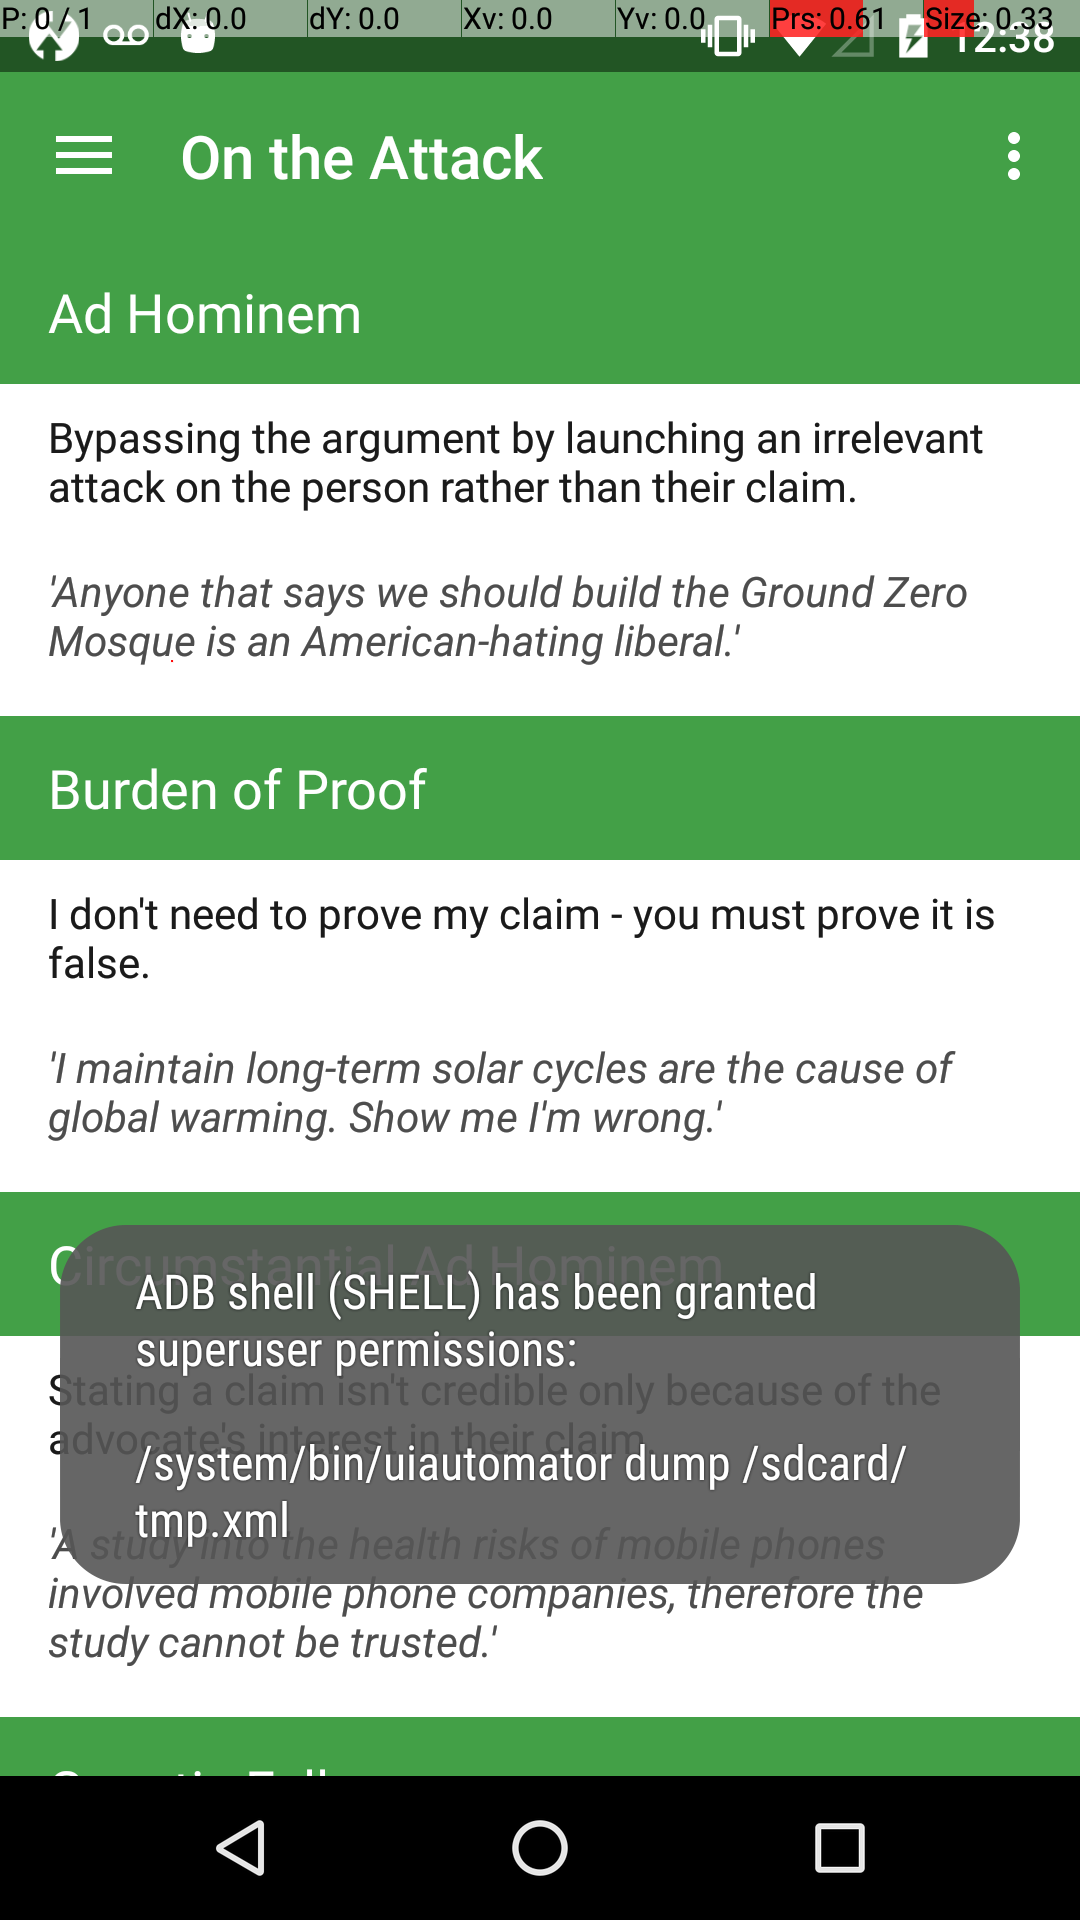 P: 0 / 1 dX: 0.0 dY: 0.0 Xv: 0.0 Yv: 0.0 Prs: 0.61 Size: 0.33
12:38
On the Attack
Ad Hominem
Bypassing the argument by launching an irrelevant
attack on the person rather than their claim.
'Anyone that says we should build the Ground Zero
Mosque is an American-hating liberal.'
Burden of Proof
I don't need to prove my claim - you must prove it is
false.
'I maintain long-term solar cycles are the cause of
global warming. Show me I'm wrong.'
Circumstantial Ad Hominem
ADB shell (SHELL) has been granted
superuser permissions:
Stating a claim isn't credible only because of the
advocate's interest in their claim.
/system/bin/uiautomator dump /sdcard/
tmp.xml
'A study into the health risks of mobile phones
involved mobile phone companies, therefore the
study cannot be trusted.'